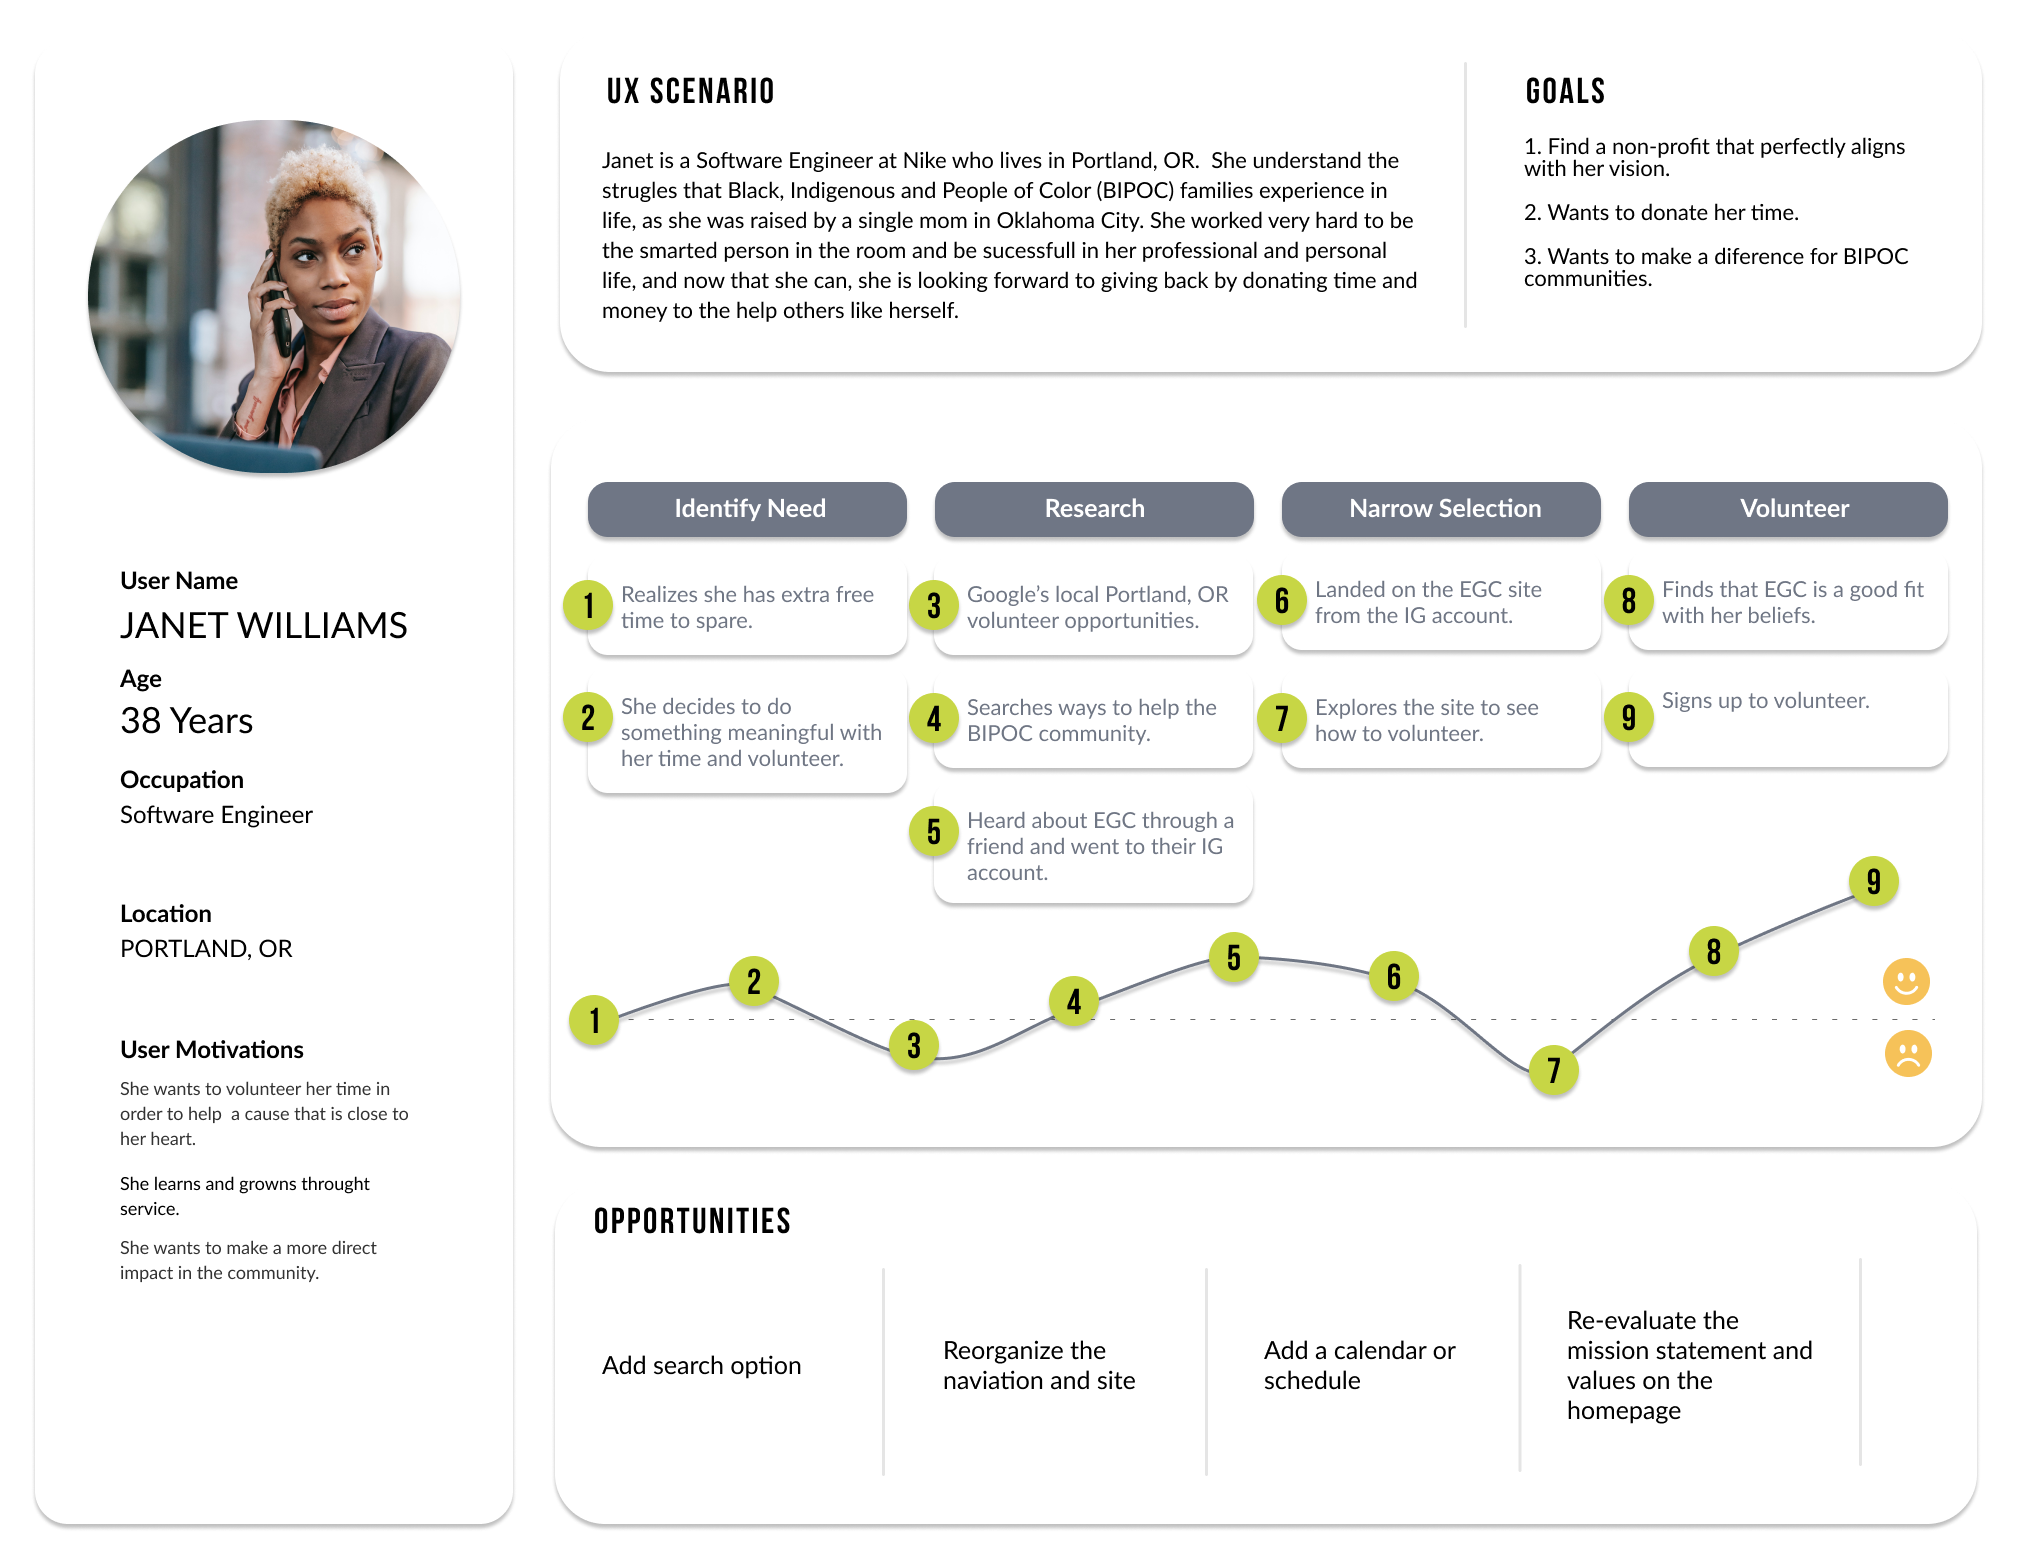 User Name
JANET WILLIAMS
Age
38 Years
Occupation
Software Engineer
Location
PORTLAND, OR
User Motivations
She wants to volunteer her time in
order to help  a cause that is close to
her heart.
She learns and growns throught
service.
She wants to make a more direct
impact in the community.
UX SCENARIO
Janet is a Software Engineer at Nike who lives in Portland, OR.  She understand the
strugles that Black, Indigenous and People of Color (BIPOC) families experience in
life, as she was raised by a single mom in Oklahoma City. She worked very hard to be
the smarted person in the room and be sucessfull in her professional and personal
life, and now that she can, she is looking forward to giving back by donating time and
money to the help others like herself.
GOALS
1. Find a non-profit that perfectly aligns
with her vision.
2. Wants to donate her time.
3. Wants to make a diference for BIPOC
communities.
Identify Need
1
Realizes she has extra free
time to spare.
2
She decides to do
something meaningful with
her time and volunteer.
Research
3
Google’s local Portland, OR
volunteer opportunities.
4
Searches ways to help the
BIPOC community.
5
Heard about EGC through a
friend and went to their IG
account.
Narrow Selection
6
Landed on the EGC site
from the IG account.
7
Explores the site to see
how to volunteer.
Volunteer
8
Finds that EGC is a good fit
with her beliefs.
9
Signs up to volunteer.
1
2
3
4
5
6
7
8
9
OPPORTUNITIES
Add search option
Reorganize the
naviation and site
Add a calendar or
schedule
Re-evaluate the
mission statement and
values on the
homepage